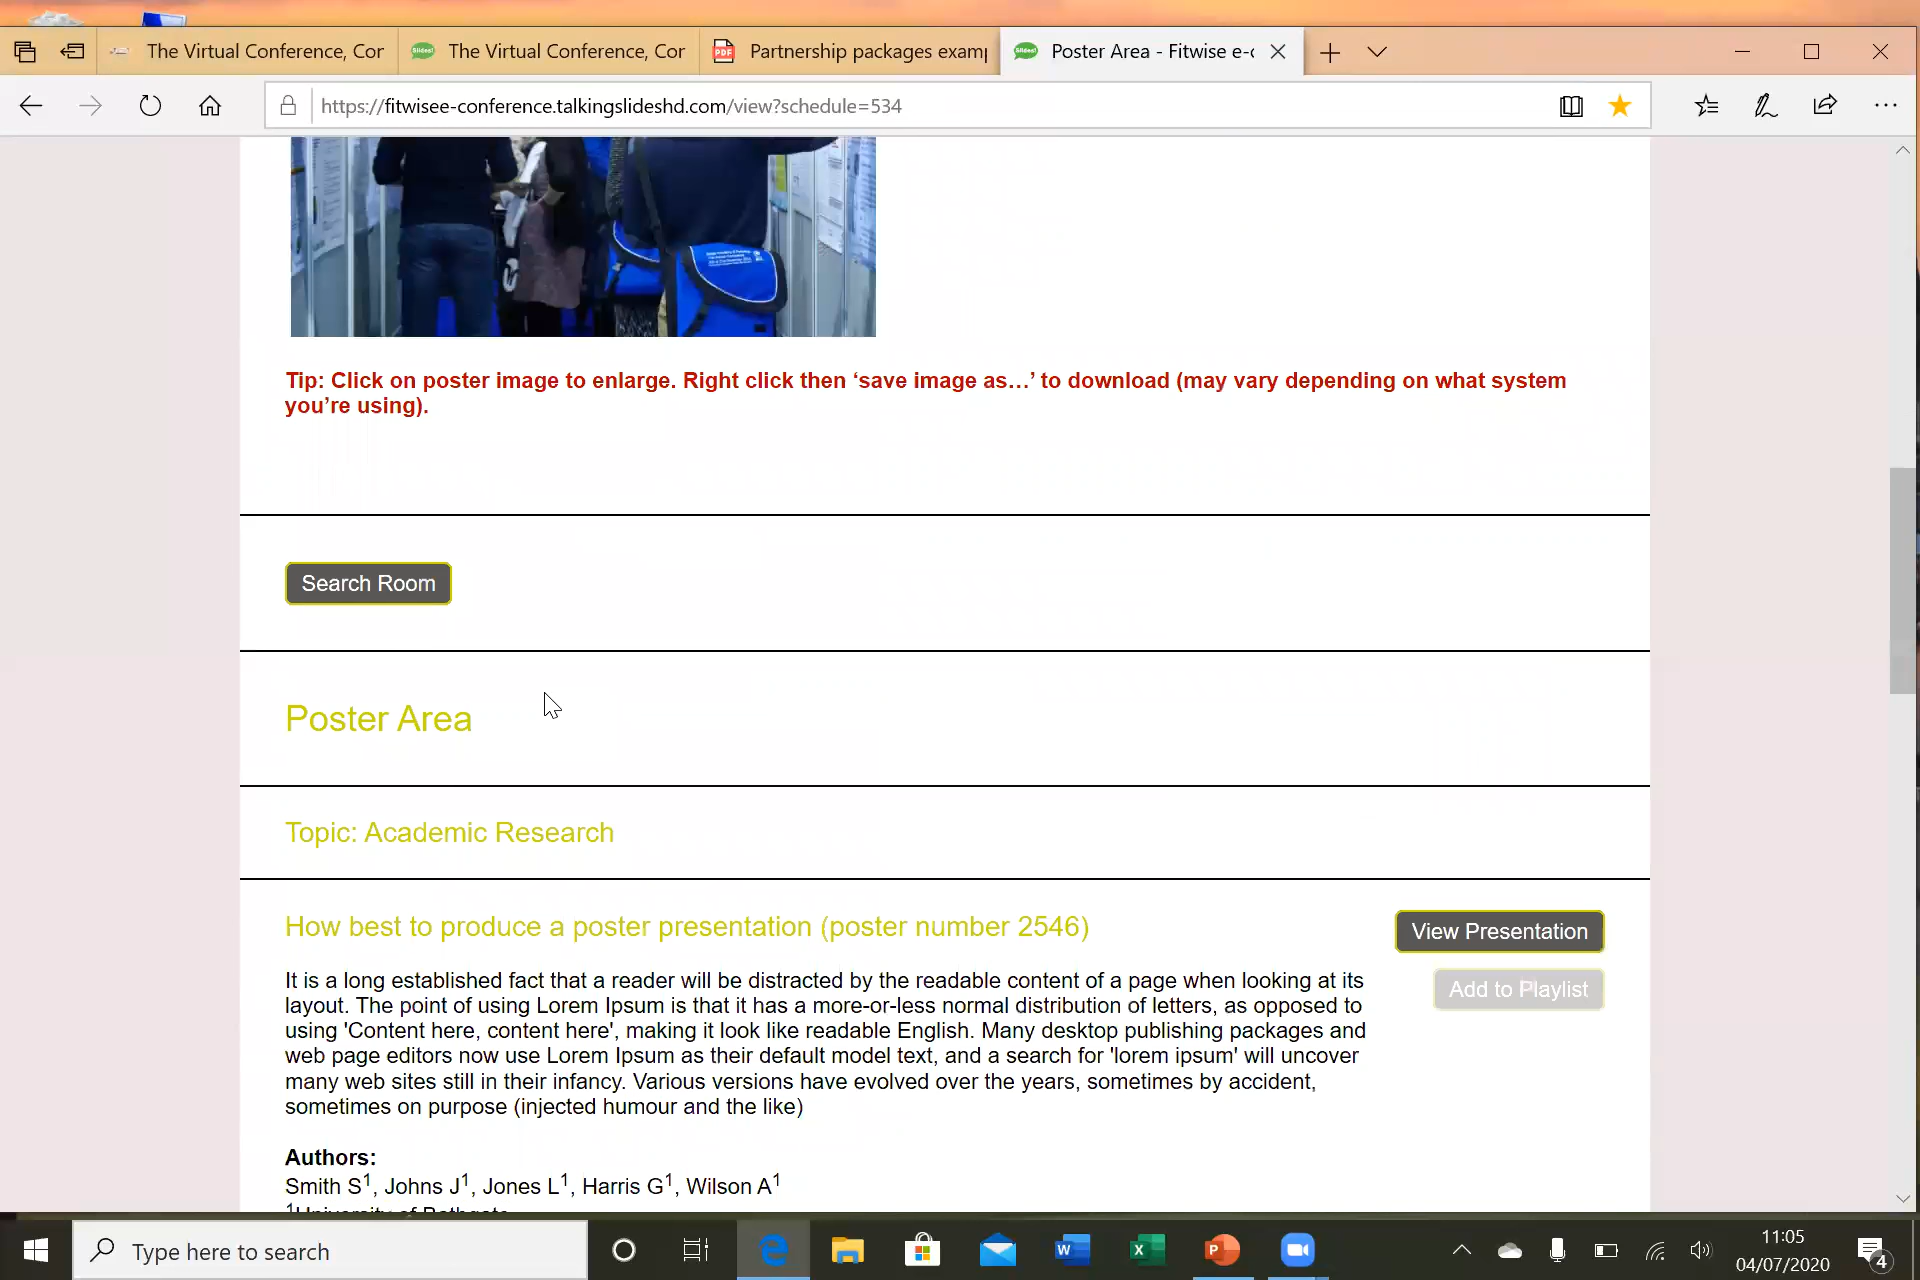 The Virtual Conference, Cor
Slides!
The Virtual Conference, Cor
PDF
Partnership packages examp
Slides!
Poster Area - Fitwise e-c
https://fitwisee-conference.talkingslideshd.com/view?schedule=534
Tip: Click on poster image to enlarge. Right click then ‘save image as…’ to download (may vary depending on what system
you’re using).
Search Room
Poster Area
Topic: Academic Research
How best to produce a poster presentation (poster number 2546)
View Presentation
Add to Playlist
It is a long established fact that a reader will be distracted by the readable content of a page when looking at its
layout. The point of using Lorem Ipsum is that it has a more-or-less normal distribution of letters, as opposed to
using 'Content here, content here', making it look like readable English. Many desktop publishing packages and
web page editors now use Lorem Ipsum as their default model text, and a search for 'lorem ipsum' will uncover
many web sites still in their infancy. Various versions have evolved over the years, sometimes by accident,
sometimes on purpose (injected humour and the like)
Authors:
Smith S1, Johns J1, Jones L1, Harris G1, Wilson A1
1University of Bathgate
Type here to search
11:05
04/07/2020
4